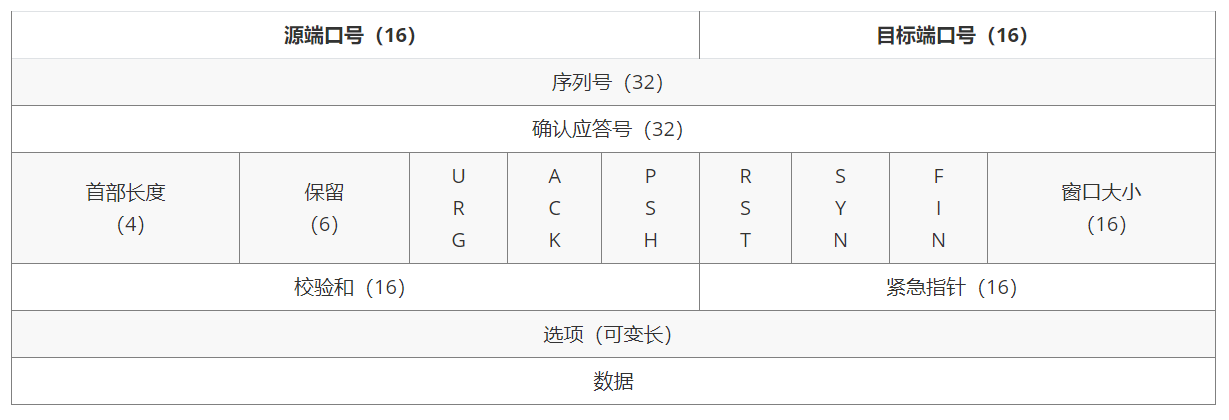 源端口号（16） 目标端口号（16）
序列号（32）
确认应答号（32）
首部长度（4） 保留（6） URG ACK PSH RST SYN FIN 窗口大小（16）
校验和（16） 紧急指针（16）
选项（可变长）
数据